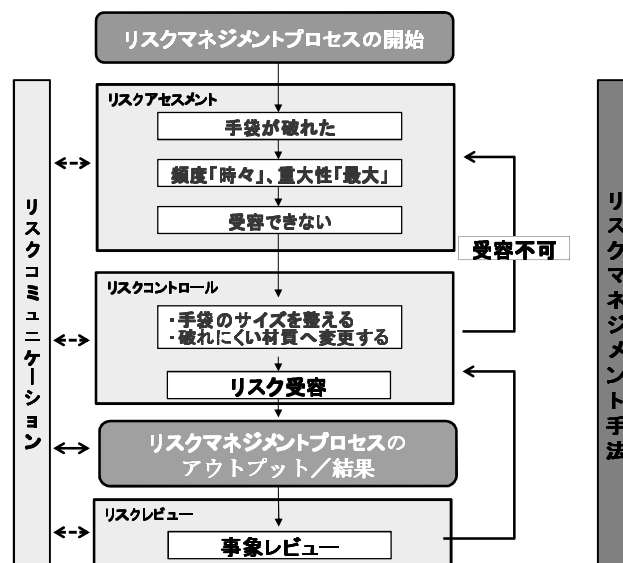 リスクマネジメントプロセスの開始
リスクアセスメント
手袋が破れた
頻度「時々」、重大性「最大」
受容できない
受容不可
リスクコントロール
・手袋のサイズを整える
・破れにくい材質へ変更する
リスク受容
リスクマネジメントプロセスの
アウトプット／結果
リスクレビュー
事象レビュー
リスクコミュニケーション
リスクマネジメント手法